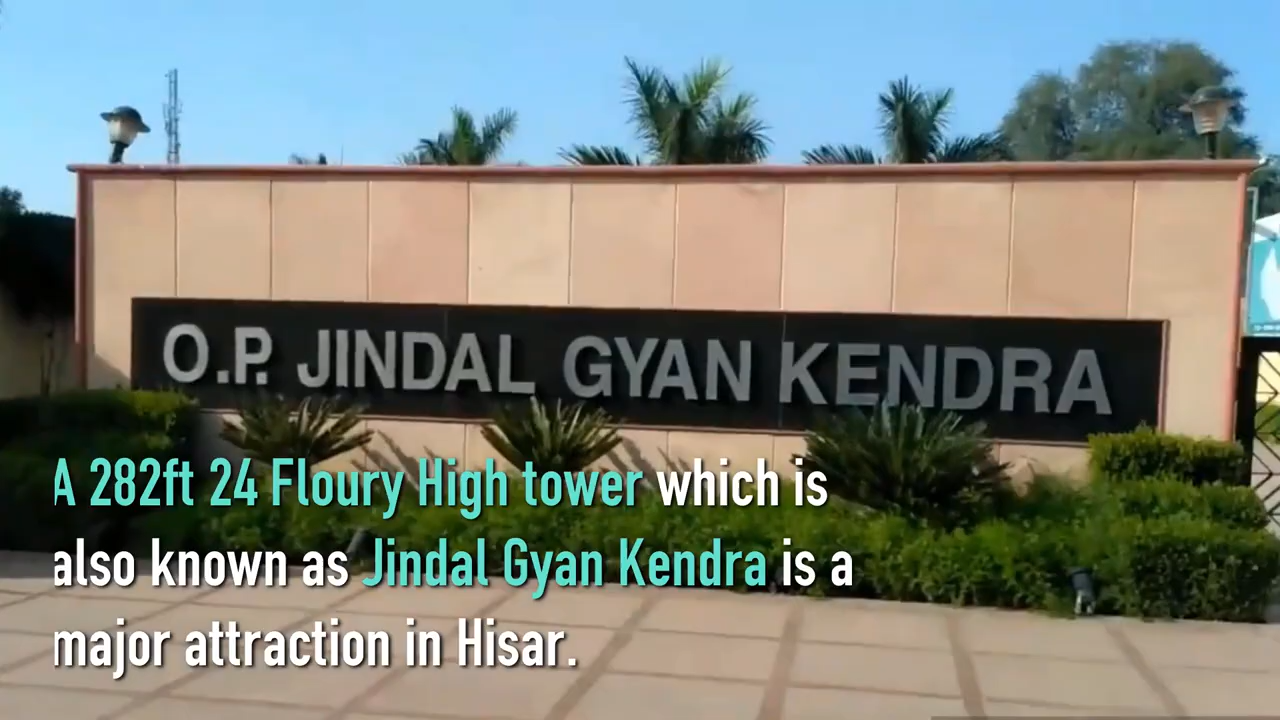 O.P. JINDAL GYAN KENDRA
A 282ft 24 Floury High tower which is
also known as Jindal Gyan Kendra is a
major attraction in Hisar.